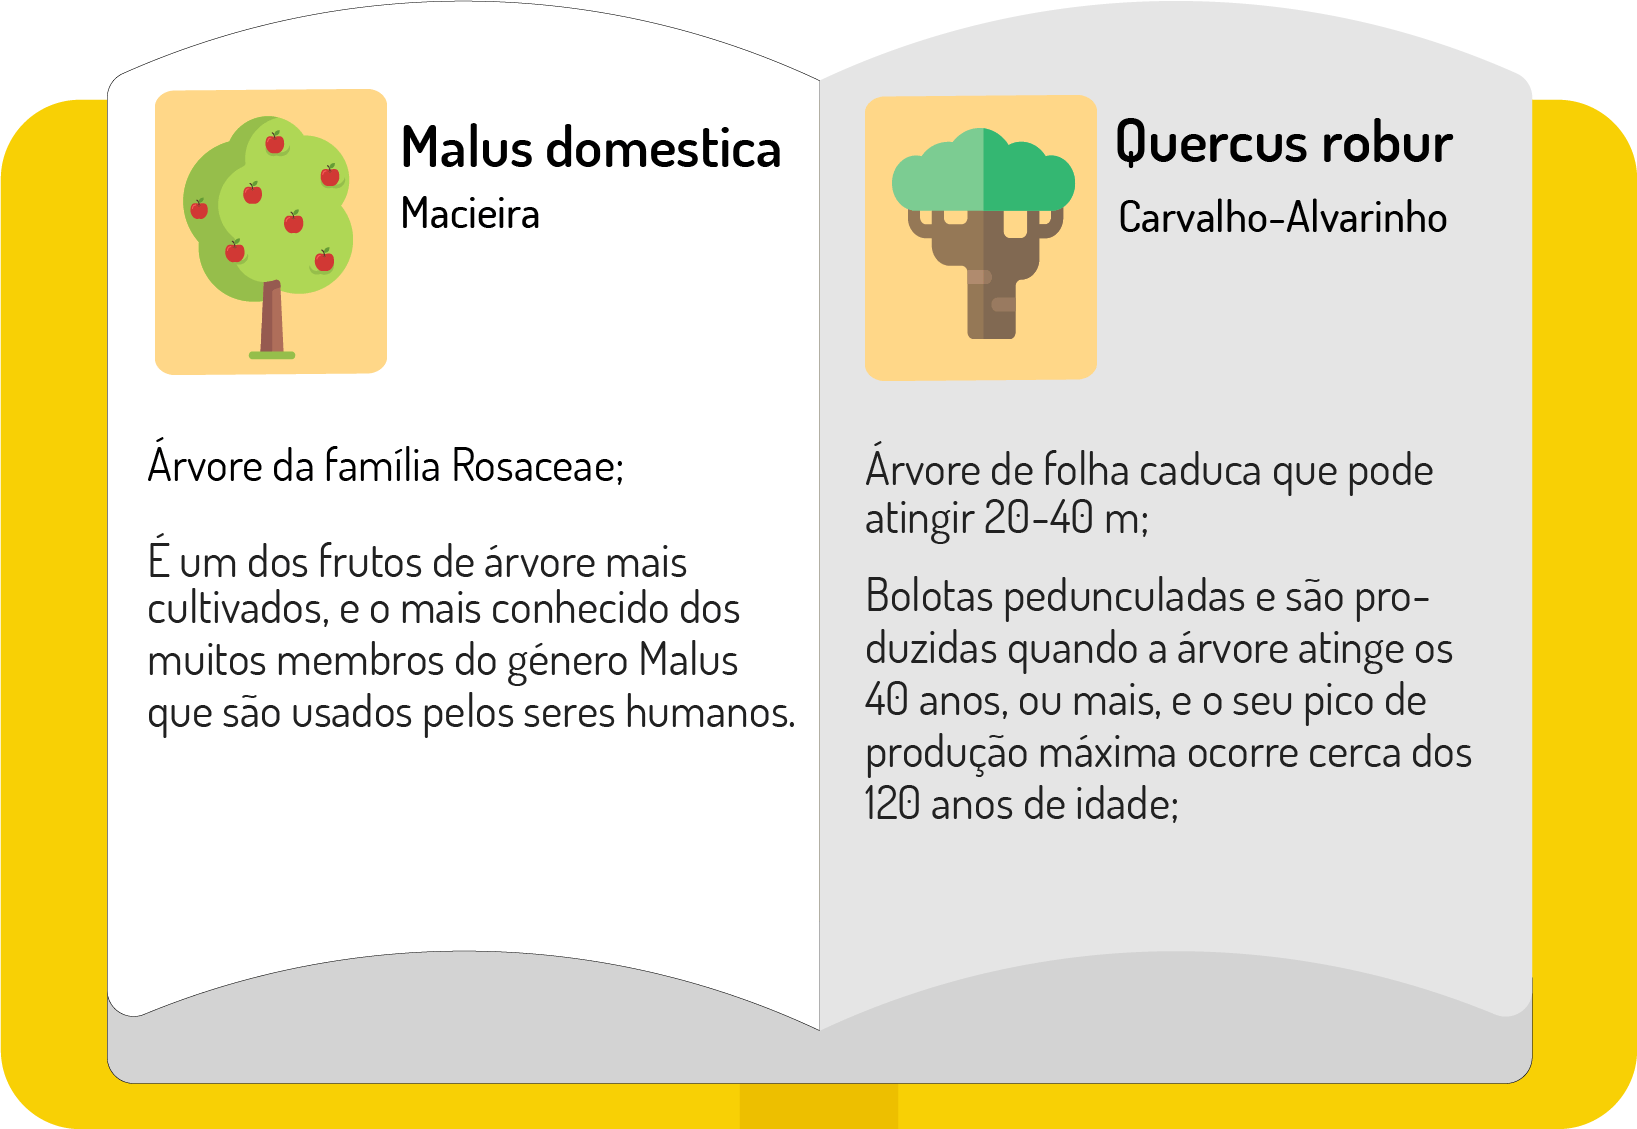 Malus domestica
Macieira
Árvore da família Rosaceae;
É um dos frutos de árvore mais
cultivados, e o mais conhecido dos
muitos membros do género Malus
que são usados pelos seres humanos.
Quercus robur
Carvalho-Alvarinho
Árvore de folha caduca que pode
atingir 20-40 m;
Bolotas pedunculadas e são pro-
duzidas quando a árvore atinge os
40 anos, ou mais, e o seu pico de
produção máxima ocorre cerca dos
120 anos de idade;